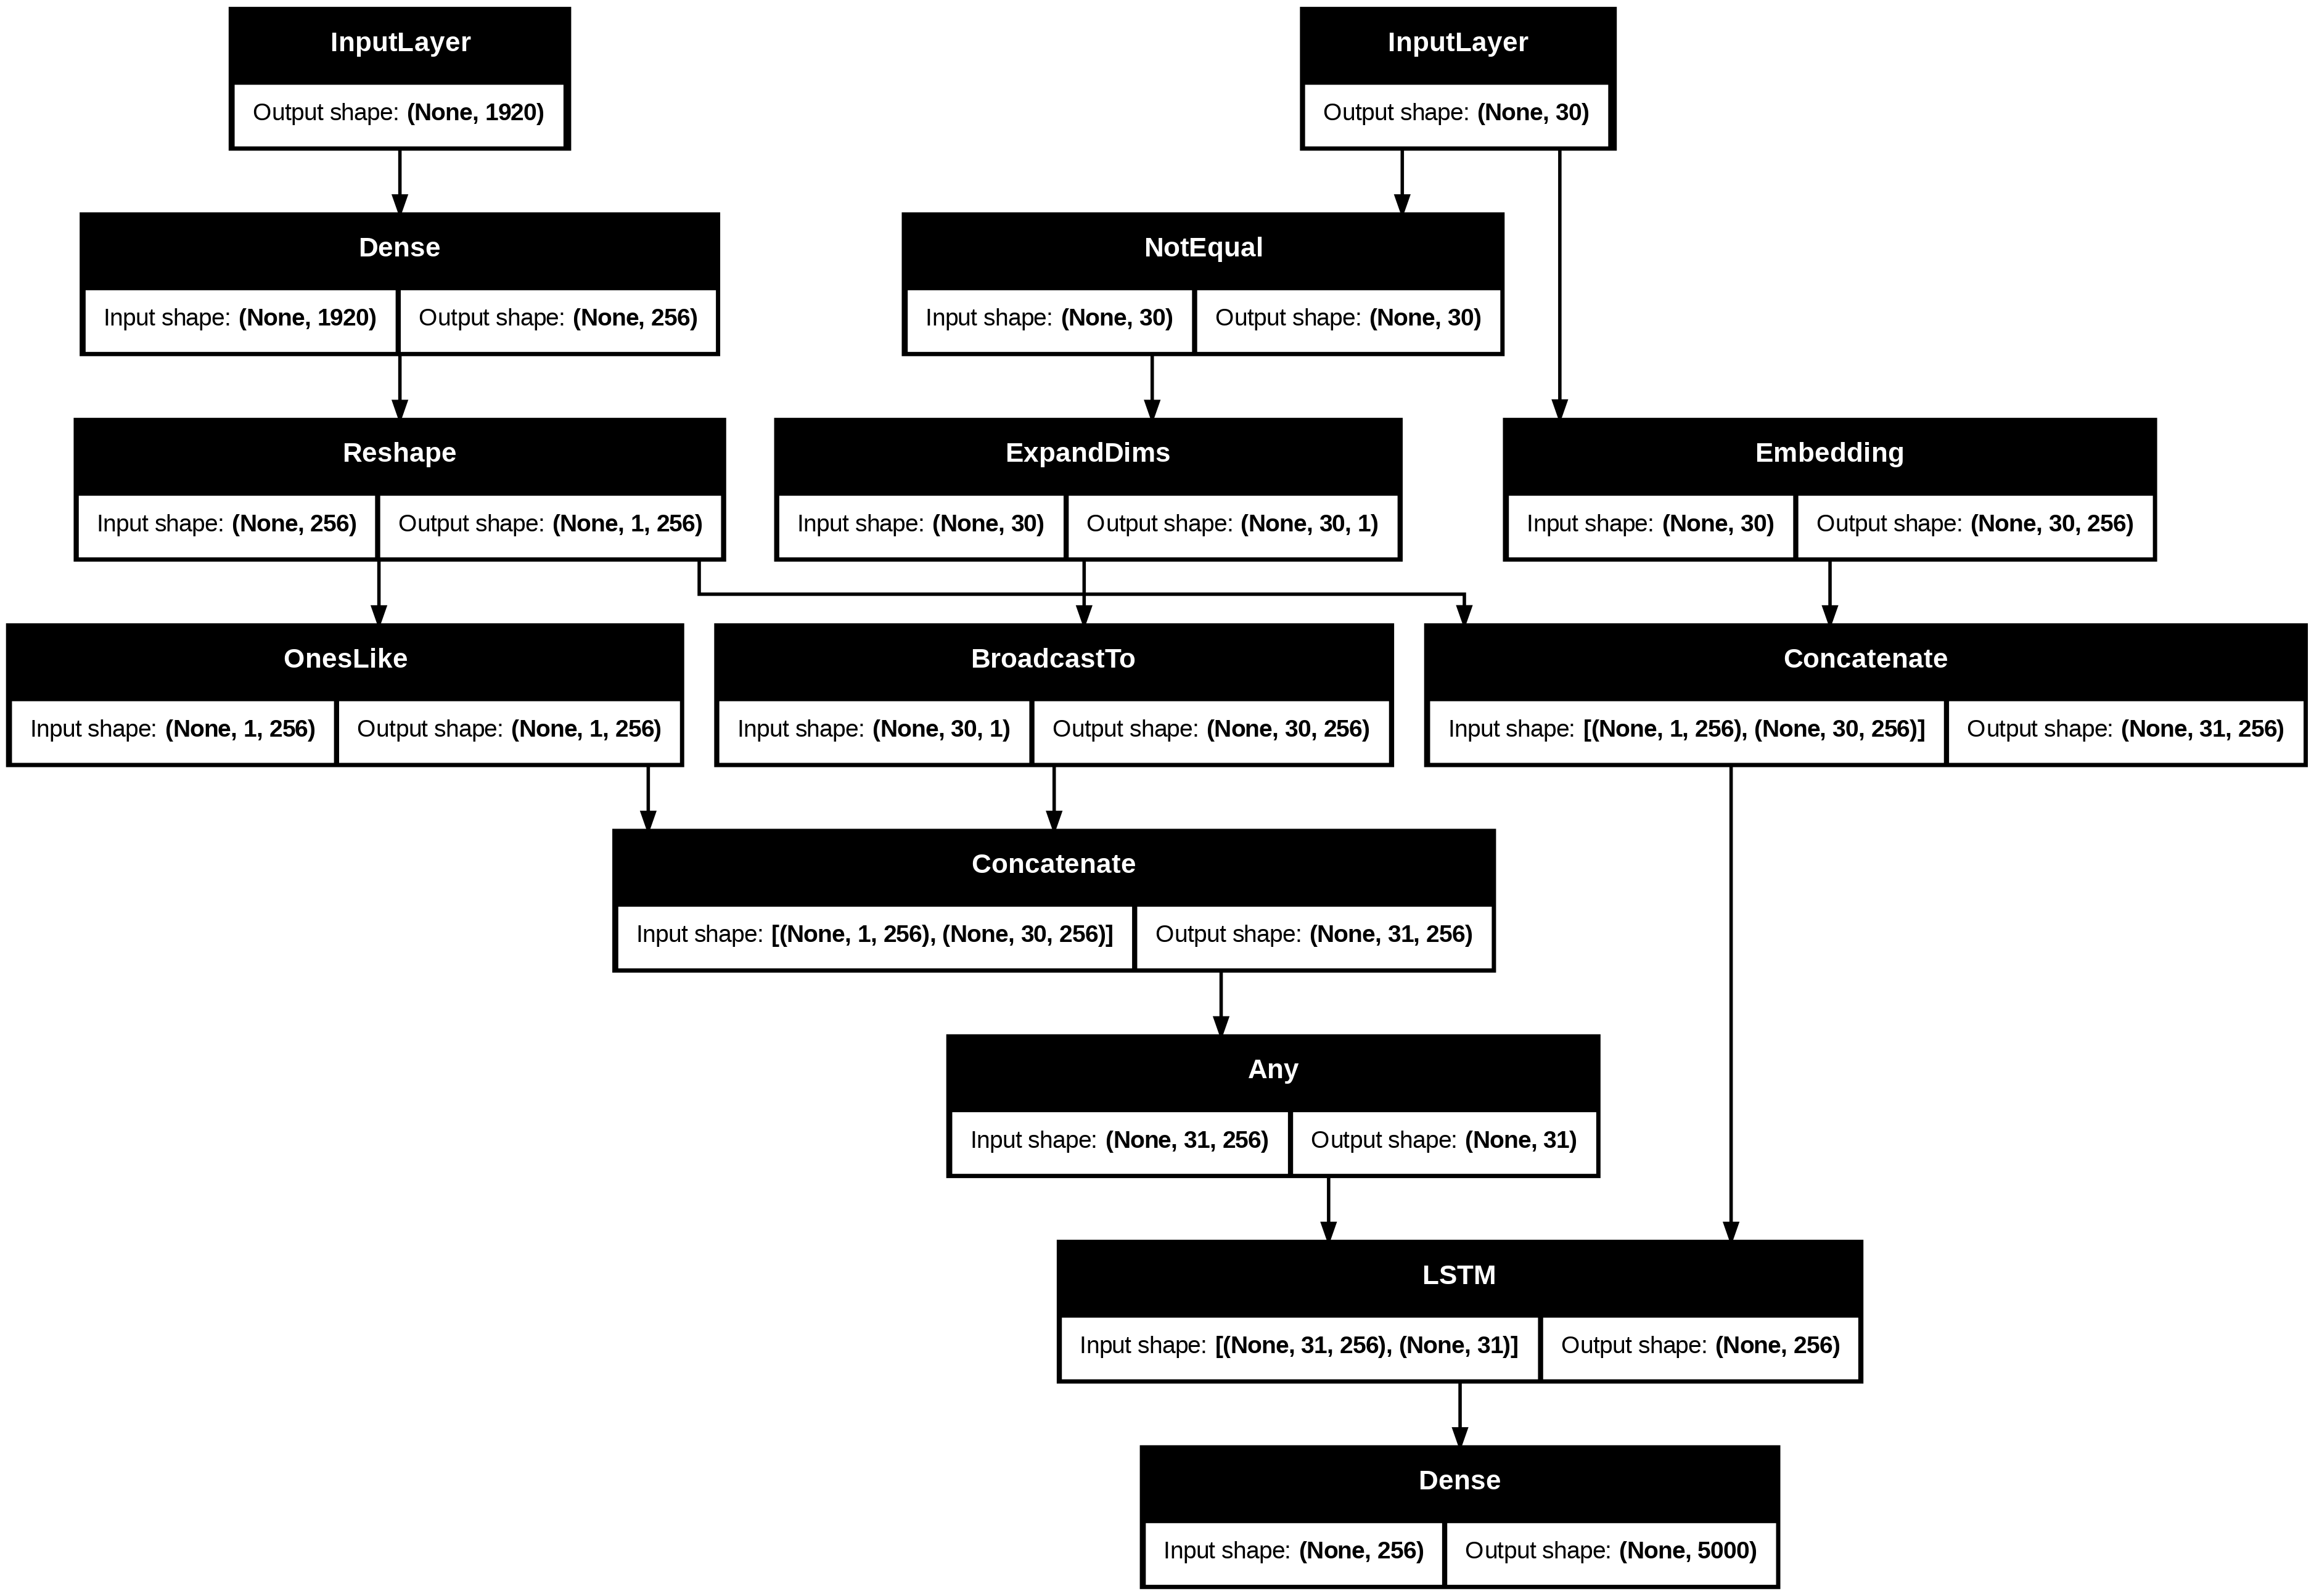 InputLayer
Output shape: (None, 1920)
InputLayer
Output shape: (None, 30)
Dense
Input shape: (None, 1920) Output shape: (None, 256)
NotEqual
Input shape: (None, 30) Output shape: (None, 30)
Reshape
Input shape: (None, 256) Output shape: (None, 1, 256)
ExpandDims
Input shape: (None, 30) Output shape: (None, 30, 1)
Embedding
Input shape: (None, 30) Output shape: (None, 30, 256)
OnesLike
Input shape: (None, 1, 256) Output shape: (None, 1, 256)
BroadcastTo
Input shape: (None, 30, 1) Output shape: (None, 30, 256)
Concatenate
Input shape: [(None, 1, 256), (None, 30, 256)] Output shape: (None, 31, 256)
Concatenate
Input shape: [(None, 1, 256), (None, 30, 256)] Output shape: (None, 31, 256)
Any
Input shape: (None, 31, 256) Output shape: (None, 31)
LSTM
Input shape: [(None, 31, 256), (None, 31)] Output shape: (None, 256)
Dense
Input shape: (None, 256) Output shape: (None, 5000)